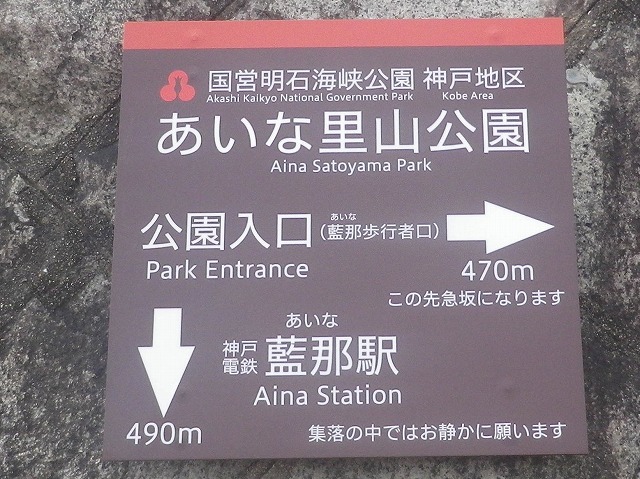 国営明石海峡公園 神戸地区
Akashi Kaikyo National Government Park Kobe Area
あいな里山公園
Aina Satoyama Park
あいな
公園入口(藍那歩行者口)
Park Entrance
470m
この先急坂になります
あいな
神戸電鉄 藍那駅
Aina Station
490m
集落の中ではお静かに願います